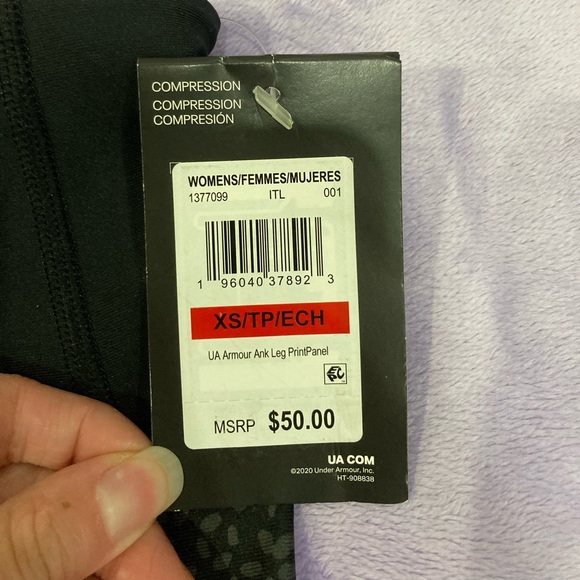 COMPRESSION
COMPRESSION
COMPRESIÓN
WOMENS/FEMMES/MUJERES
1377099 ITL 001
1 96040 37892 3
XS/TP/ECH
UA Armour Ank Leg PrintPanel
MSRP $50.00
UA COM
©2020 Under Armour, Inc.
HT-908838